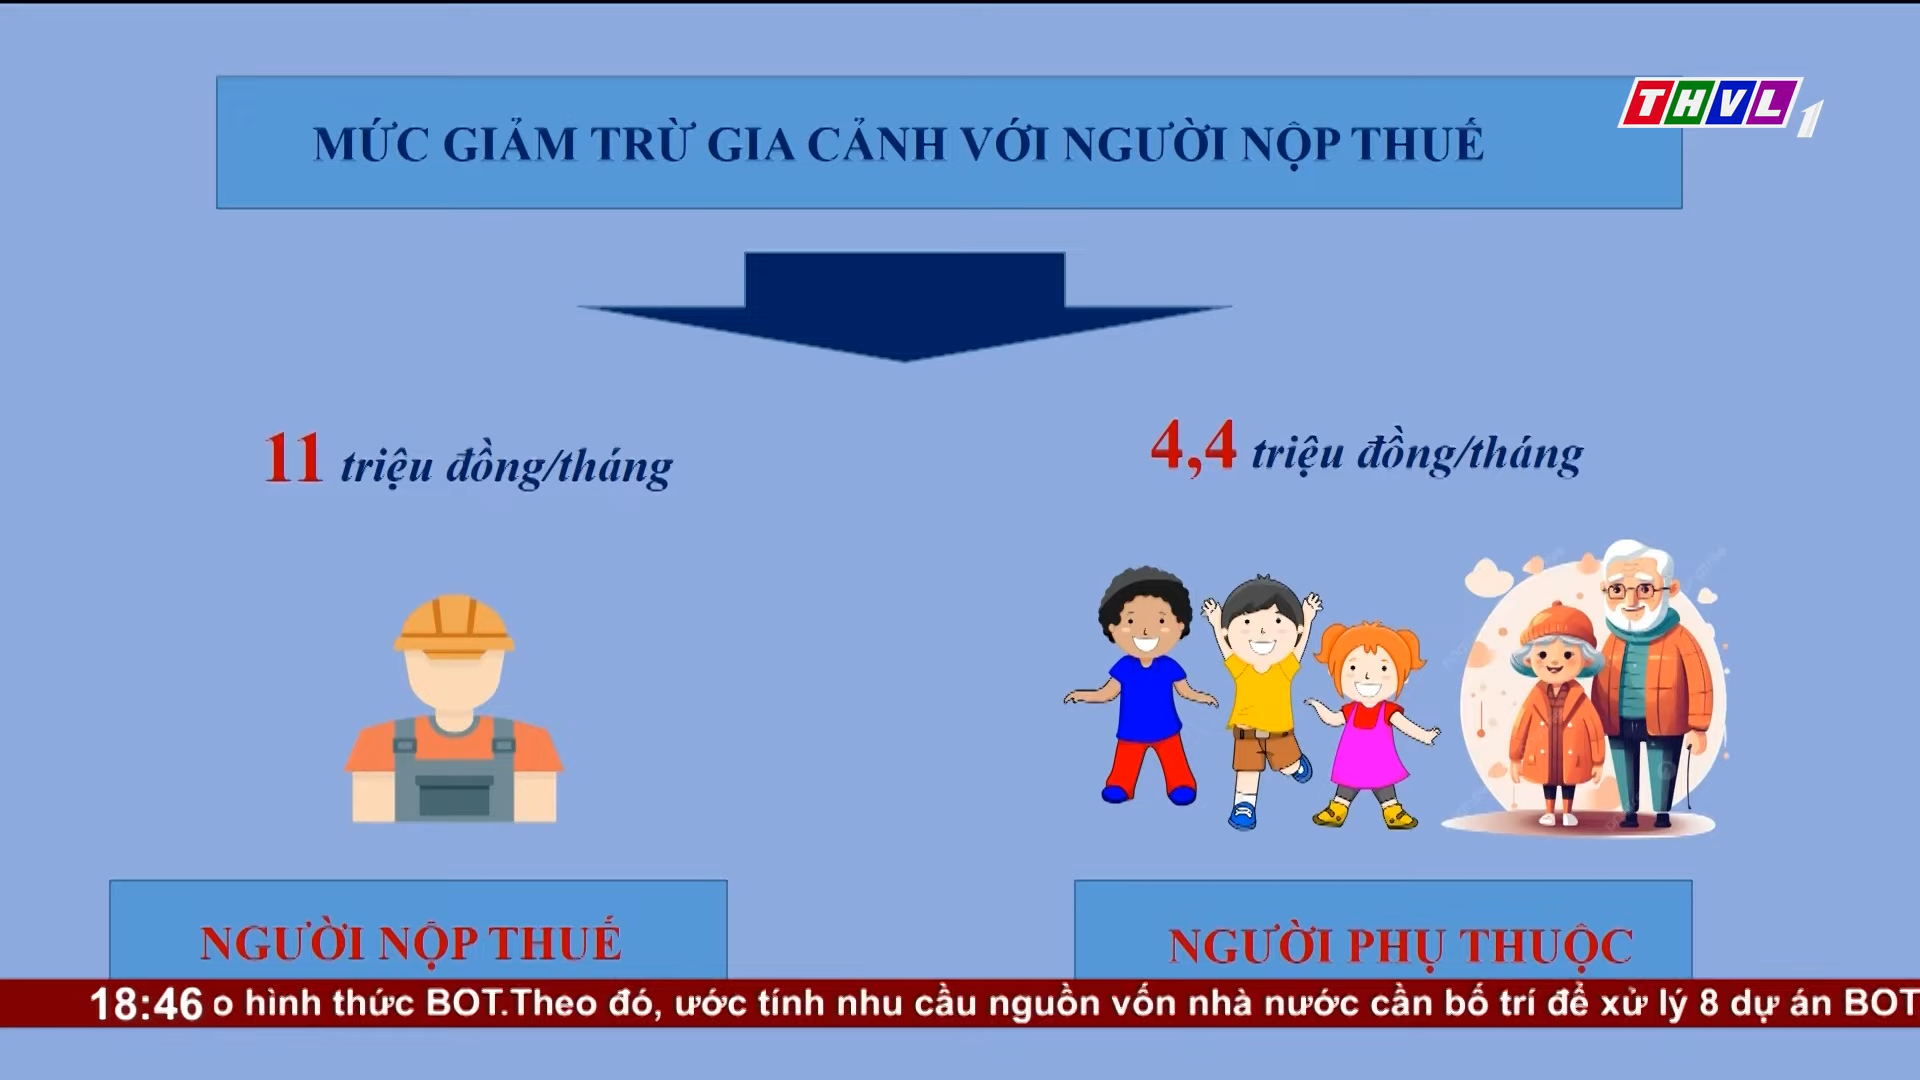 THVL1
MỨC GIẢM TRỪ GIA CẢNH VỚI NGƯỜI NỘP THUẾ
11 triệu đồng/tháng
4,4 triệu đồng/tháng
NGƯỜI NỘP THUẾ
NGƯỜI PHỤ THUỘC
18:46 o hình thức BOT.Theo đó, ước tính nhu cầu nguồn vốn nhà nước cần bố trí để xử lý 8 dự án BOT